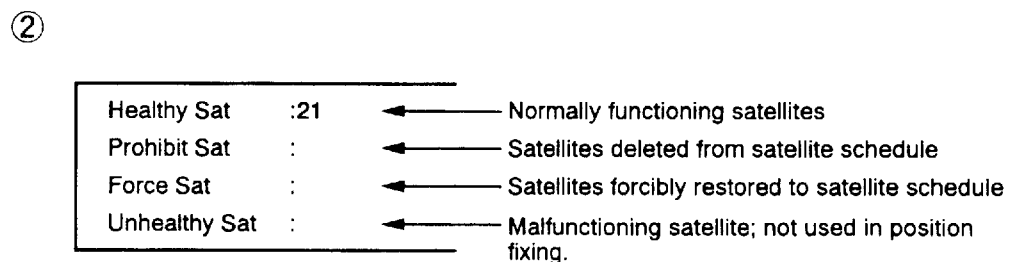 ②
Healthy Sat :21 Normally functioning satellites
Prohibit Sat : Satellites deleted from satellite schedule
Force Sat : Satellites forcibly restored to satellite schedule
Unhealthy Sat : Malfunctioning satellite; not used in position
fixing.